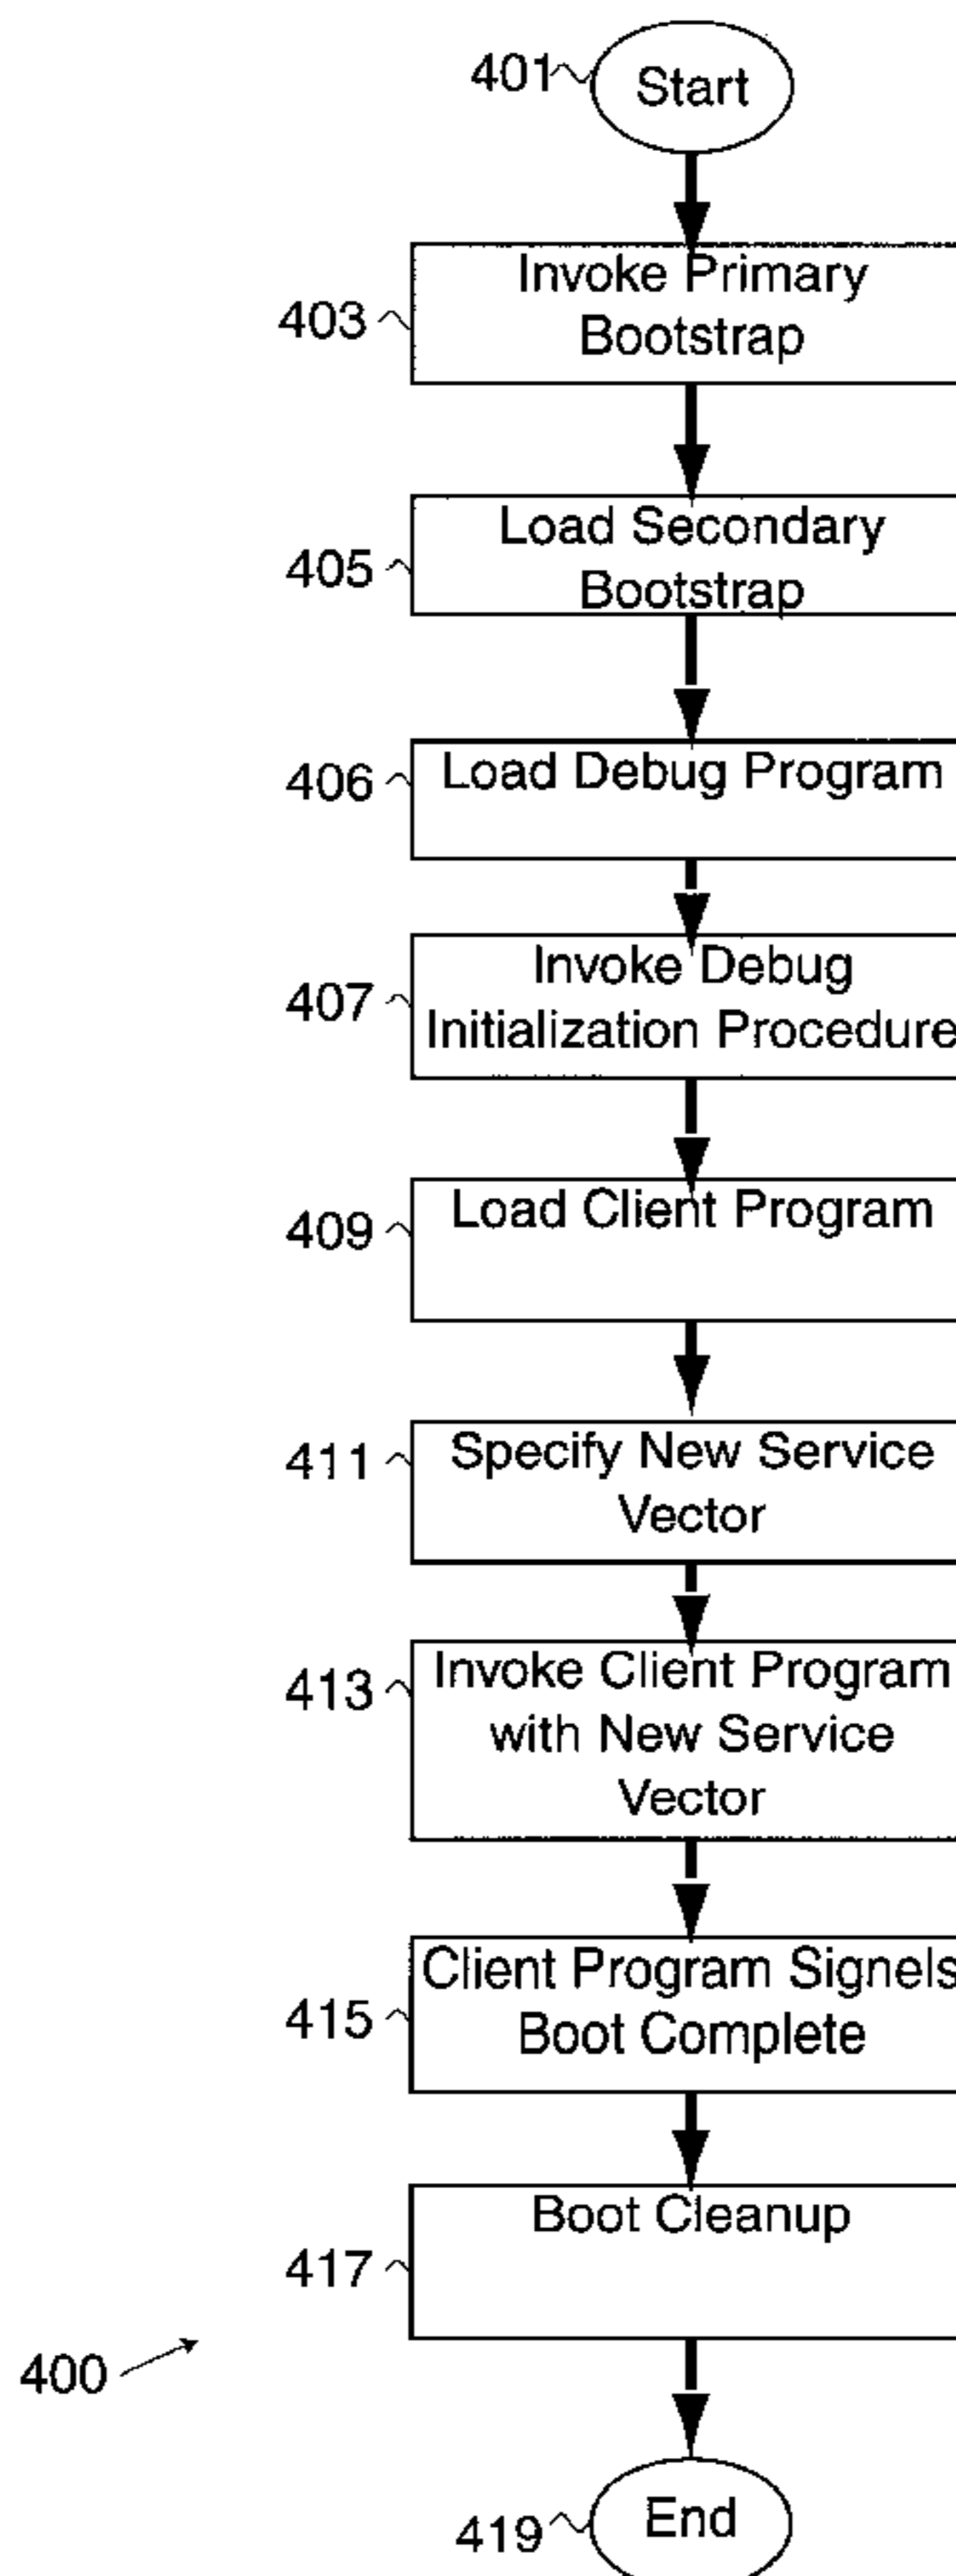 401
Start
403
Invoke Primary
Bootstrap
405
Load Secondary
Bootstrap
406
Load Debug Program
407
Invoke Debug
Initialization Procedure
409
Load Client Program
411
Specify New Service
Vector
413
Invoke Client Program
with New Service
Vector
415
Client Program Signels
Boot Complete
417
Boot Cleanup
400
419
End